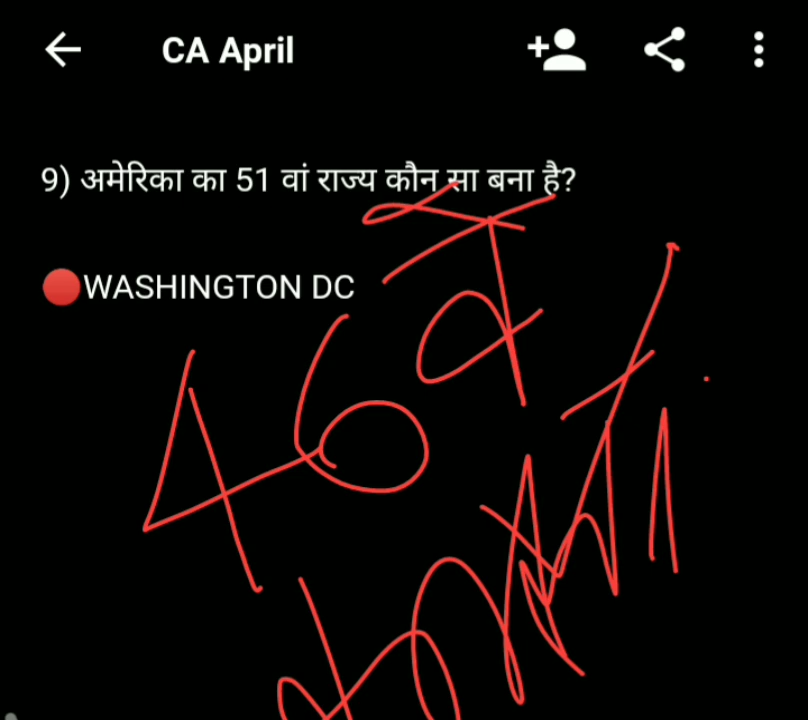 CA April
9) अमेरिका का 51 वां राज्य कौन सा बना है?
WASHINGTON DC
46वां